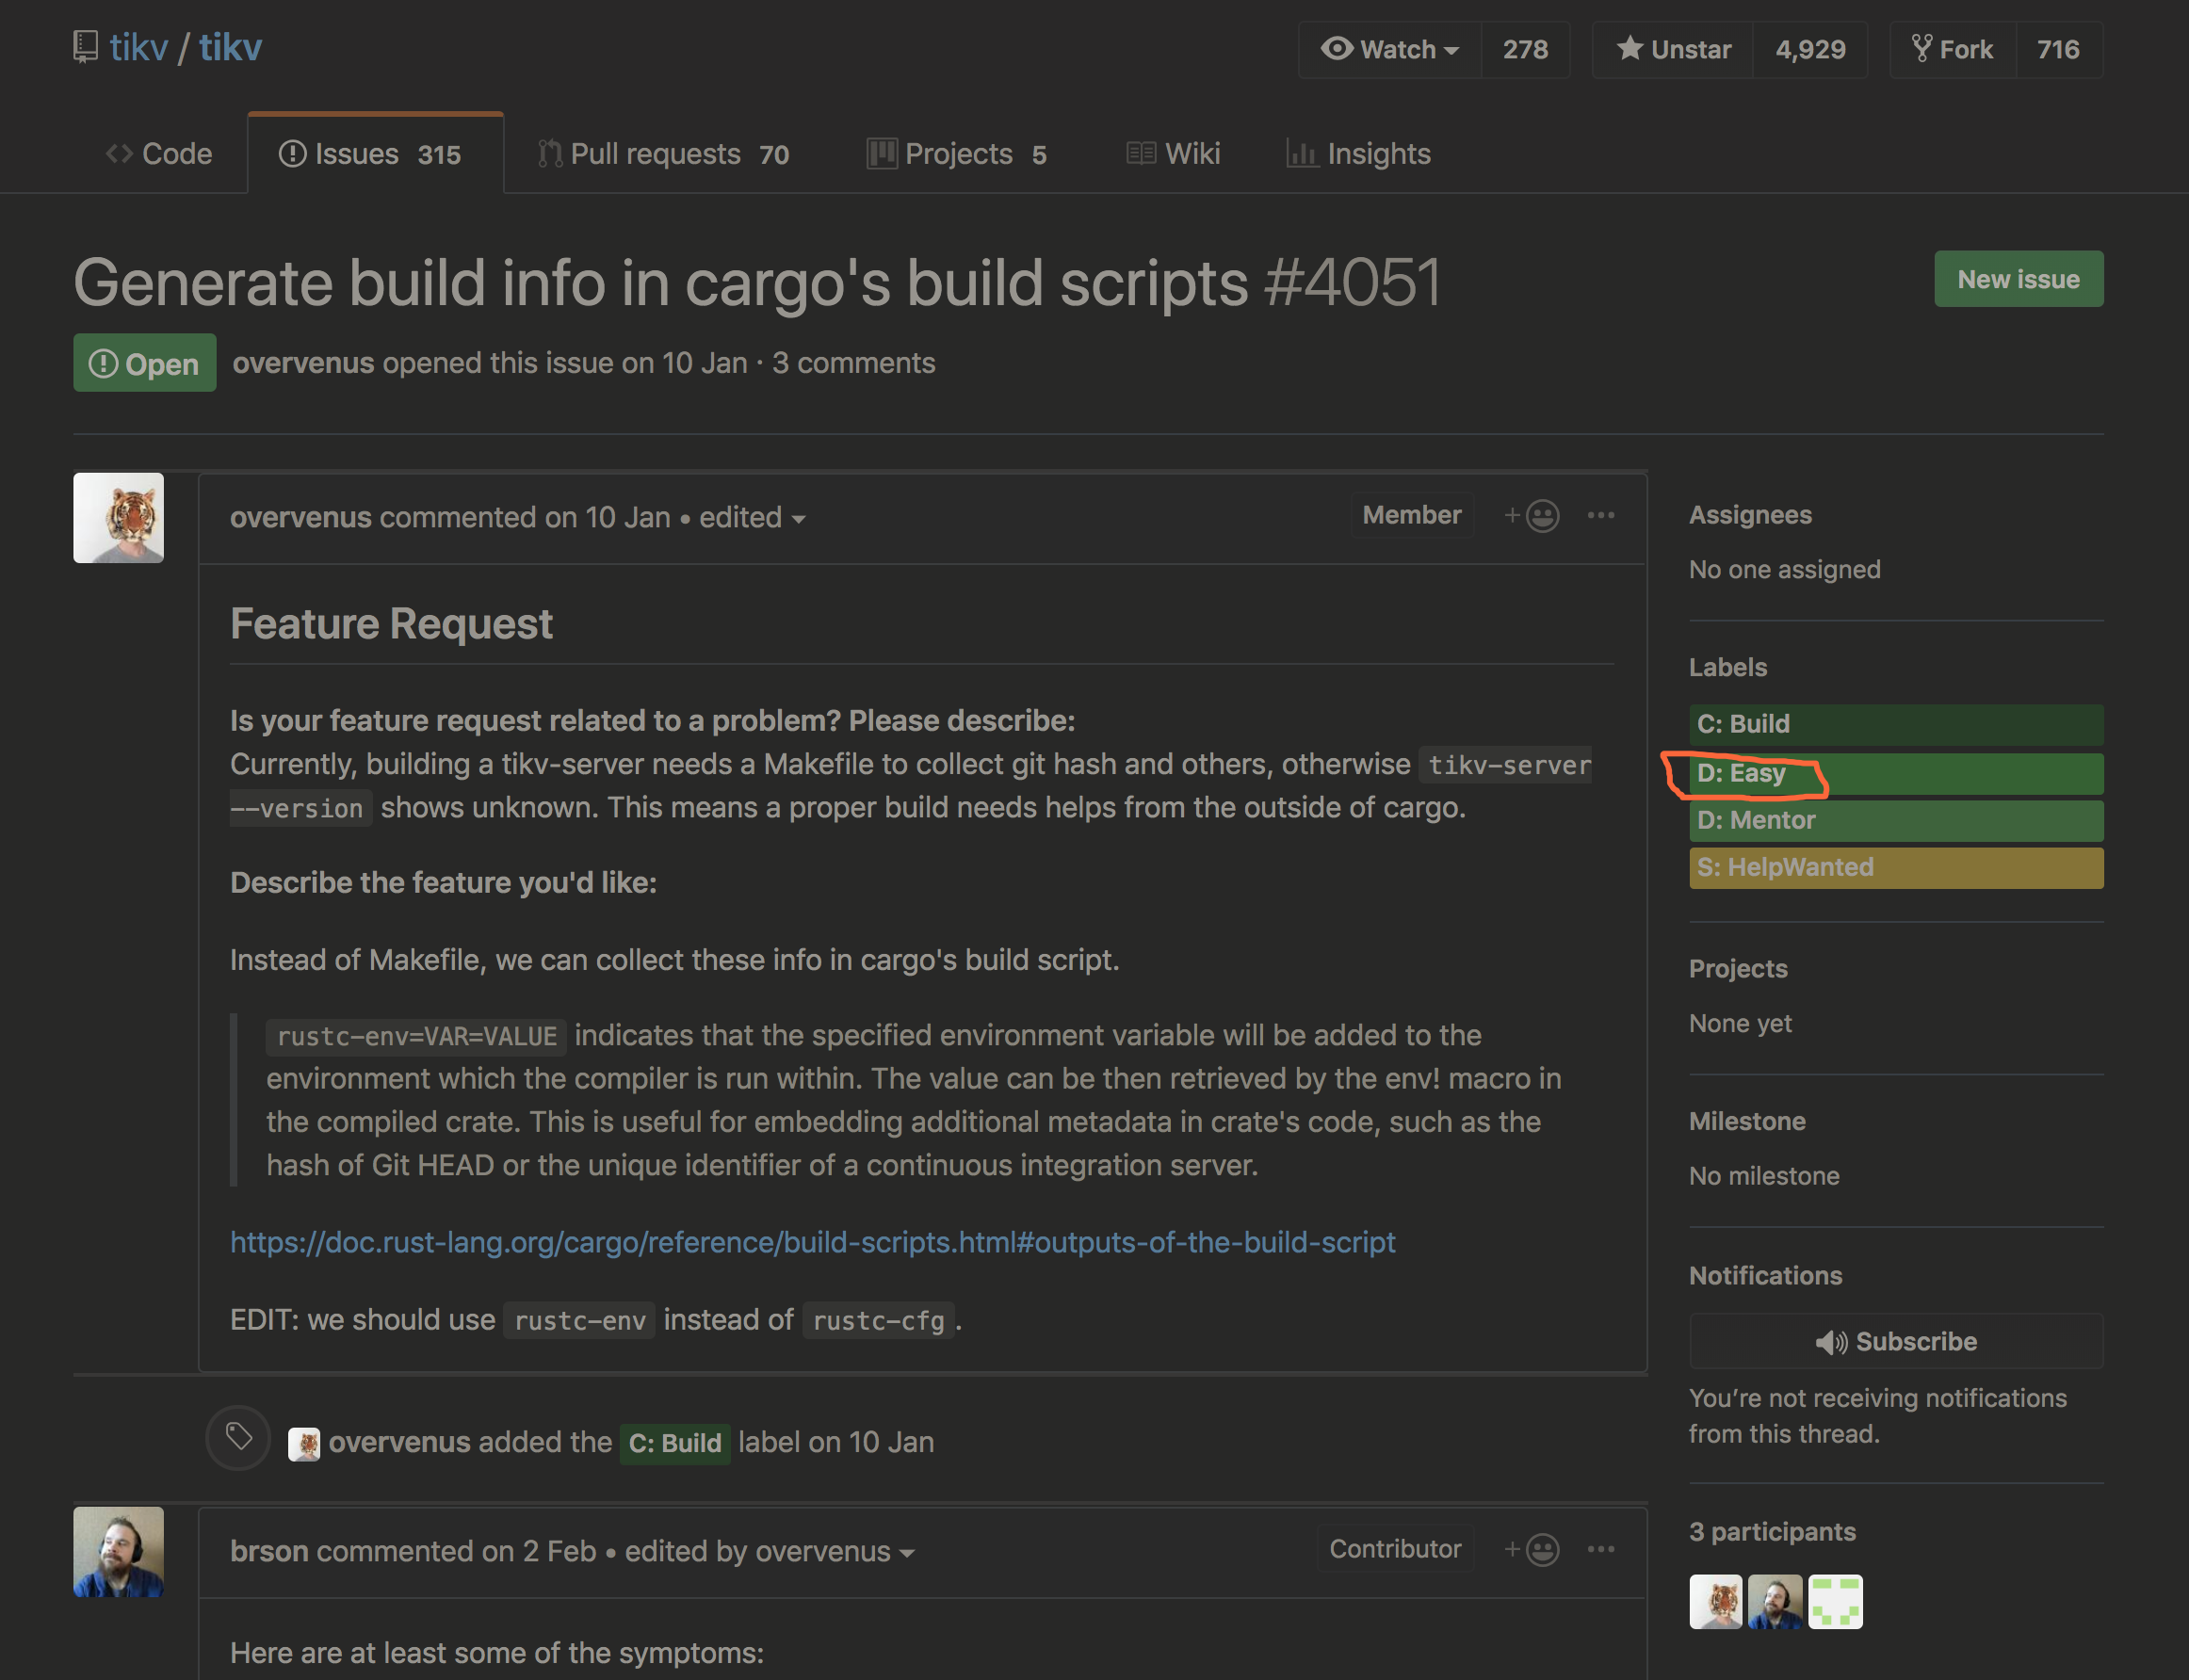 tikv / tikv
Watch 278 Unstar 4,929 Fork 716
Code Issues 315 Pull requests 70 Projects 5 Wiki Insights
Generate build info in cargo's build scripts #4051
New issue
Open overvenus opened this issue on 10 Jan · 3 comments
overvenus commented on 10 Jan • edited
Member
Feature Request
Is your feature request related to a problem? Please describe:
Currently, building a tikv-server needs a Makefile to collect git hash and others, otherwise tikv-server
--version shows unknown. This means a proper build needs helps from the outside of cargo.
Describe the feature you'd like:
Instead of Makefile, we can collect these info in cargo's build script.
rustc-env=VAR=VALUE indicates that the specified environment variable will be added to the
environment which the compiler is run within. The value can be then retrieved by the env! macro in
the compiled crate. This is useful for embedding additional metadata in crate's code, such as the
hash of Git HEAD or the unique identifier of a continuous integration server.
https://doc.rust-lang.org/cargo/reference/build-scripts.html#outputs-of-the-build-script
EDIT: we should use rustc-env instead of rustc-cfg.
overvenus added the C: Build label on 10 Jan
brson commented on 2 Feb • edited by overvenus
Contributor
Here are at least some of the symptoms:
Assignees
No one assigned
Labels
C: Build
D: Easy
D: Mentor
S: HelpWanted
Projects
None yet
Milestone
No milestone
Notifications
Subscribe
You're not receiving notifications
from this thread.
3 participants